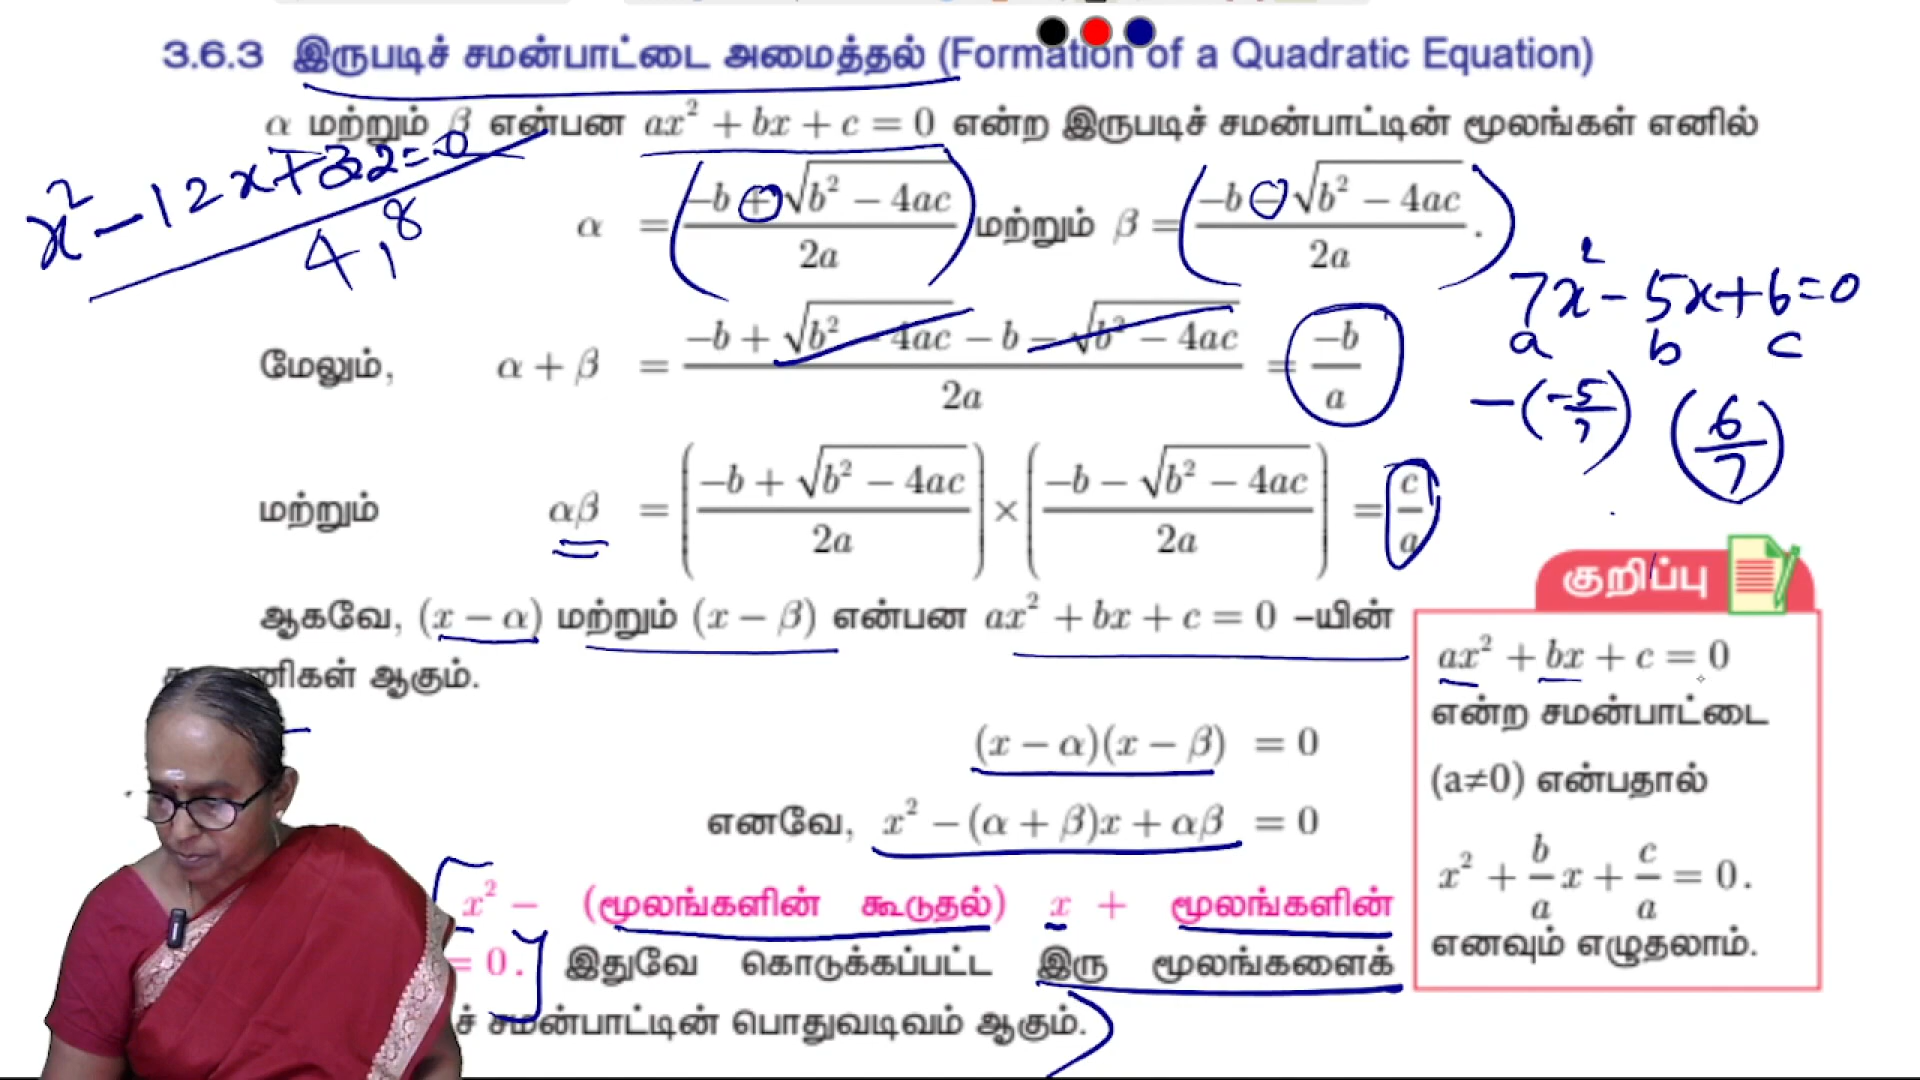 3.6.3 இருபடிச் சமன்பாட்டை அமைத்தல் (Formation of a Quadratic Equation)
α மற்றும் β என்பன ax² + bx + c = 0 என்ற இருபடிச் சமன்பாட்டின் மூலங்கள் எனில்
x² - 12x + 32 = 0
4, 8
α = (-b + √(b² - 4ac))/2a மற்றும் β = (-b - √(b² - 4ac))/2a .
7x² - 5x + 6 = 0
a b c
மேலும், α + β = (-b + √(b² - 4ac) - b - √(b² - 4ac))/2a = -b/a
-(-5/7) (6/7)
மற்றும் αβ = ((-b + √(b² - 4ac))/2a) × ((-b - √(b² - 4ac))/2a) = c/a
ஆகவே, (x - α) மற்றும் (x - β) என்பன ax² + bx + c = 0 -யின்
ணிகள் ஆகும்.
(x - α)(x - β) = 0
எனவே, x² - (α + β)x + αβ = 0
x² - (மூலங்களின் கூடுதல்) x + மூலங்களின்
= 0. இதுவே கொடுக்கப்பட்ட இரு மூலங்களைக்
ச் சமன்பாட்டின் பொதுவடிவம் ஆகும்.
குறிப்பு
ax² + bx + c = 0
என்ற சமன்பாட்டை
(a≠0) என்பதால்
x² + b/a x + c/a = 0.
எனவும் எழுதலாம்.